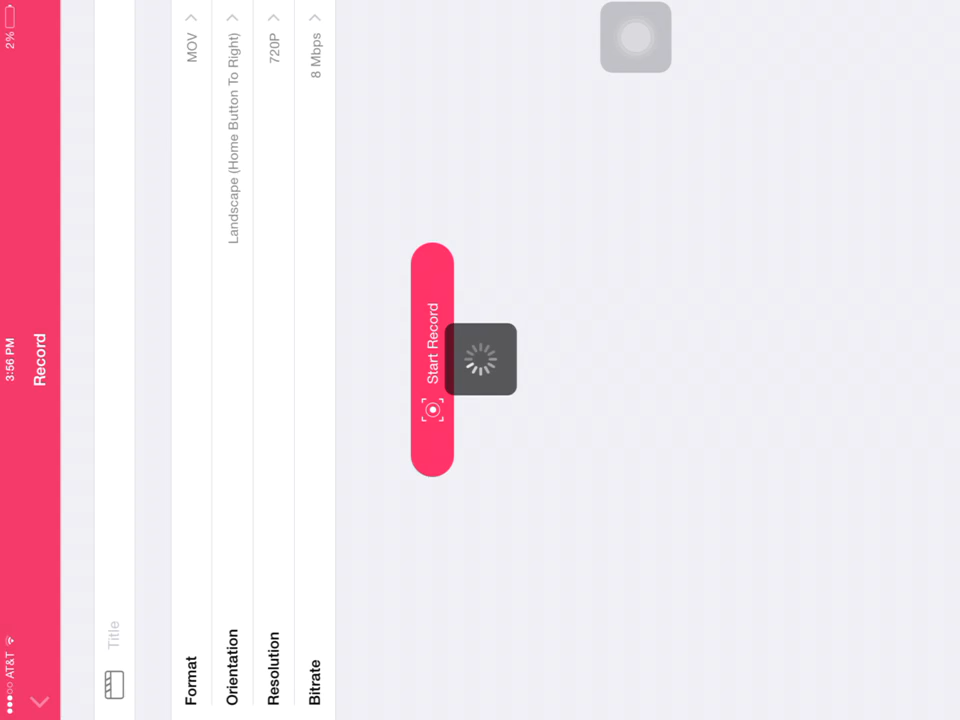 AT&T 3:56 PM 2%
Record
Title
Format MOV
Orientation Landscape (Home Button To Right)
Resolution 720P
Bitrate 8 Mbps
Start Record